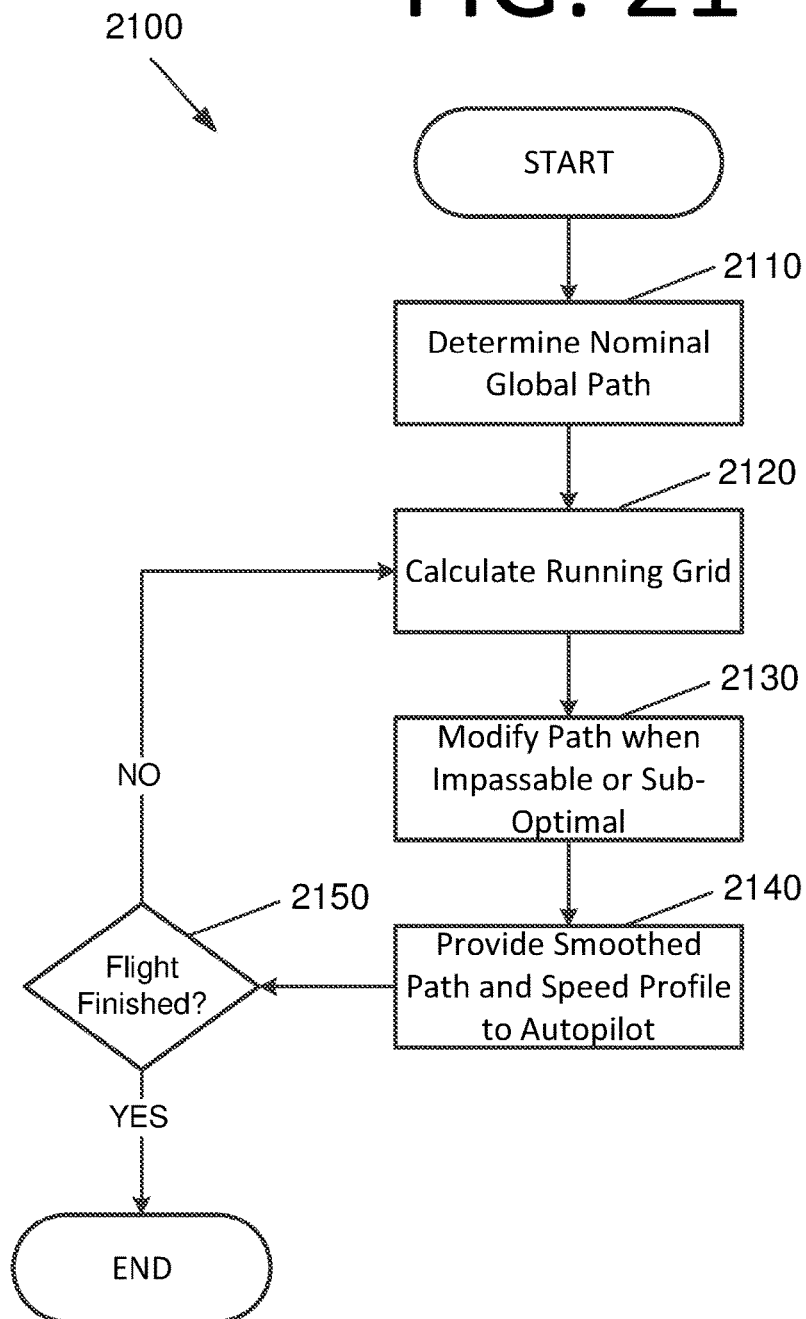 FIG. 21
2100
START
2110
Determine Nominal
Global Path
2120
Calculate Running Grid
2130
Modify Path when
Impassable or Sub-
Optimal
NO
2140
Provide Smoothed
Path and Speed Profile
to Autopilot
2150
Flight
Finished?
YES
END